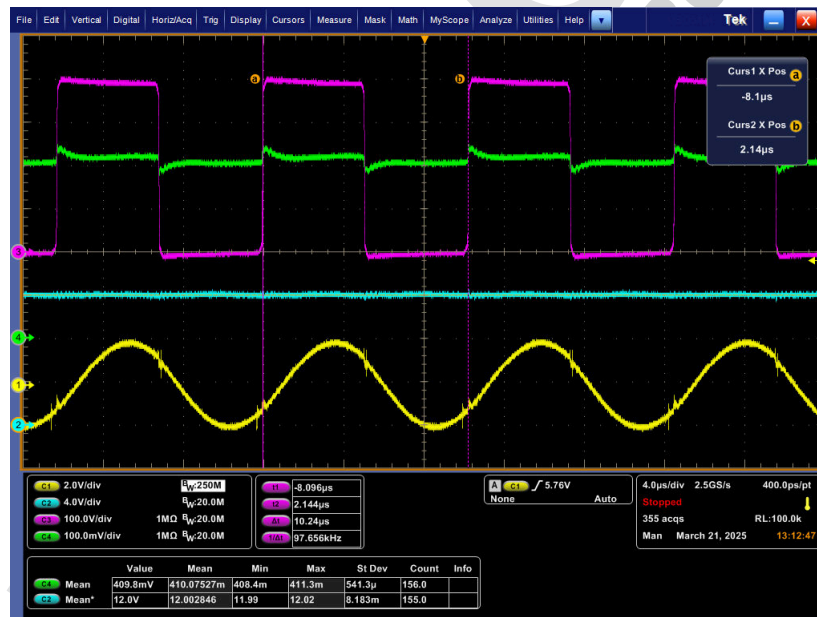 File Edit Vertical Digital Horiz/Acq Trig Display Cursors Measure Mask Math MyScope Analyze Utilities Help Tek X
a b
Curs1 X Pos a
-8.1µs
Curs2 X Pos b
2.14µs
3
4
1
2
C1 2.0V/div BW:250M
C2 4.0V/div BW:20.0M
C3 100.0V/div 1MΩ BW:20.0M
C4 100.0mV/div 1MΩ BW:20.0M
t1 -8.096µs
t2 2.144µs
Δt 10.24µs
1/Δt 97.656kHz
A C1 5.76V
None Auto
4.0µs/div 2.5GS/s 400.0ps/pt
Stopped
355 acqs RL:100.0k
Man March 21, 2025 13:12:47
Value Mean Min Max St Dev Count Info
C4 Mean 409.8mV 410.07527m 408.4m 411.3m 541.3µ 156.0
C2 Mean* 12.0V 12.002846 11.99 12.02 8.183m 155.0